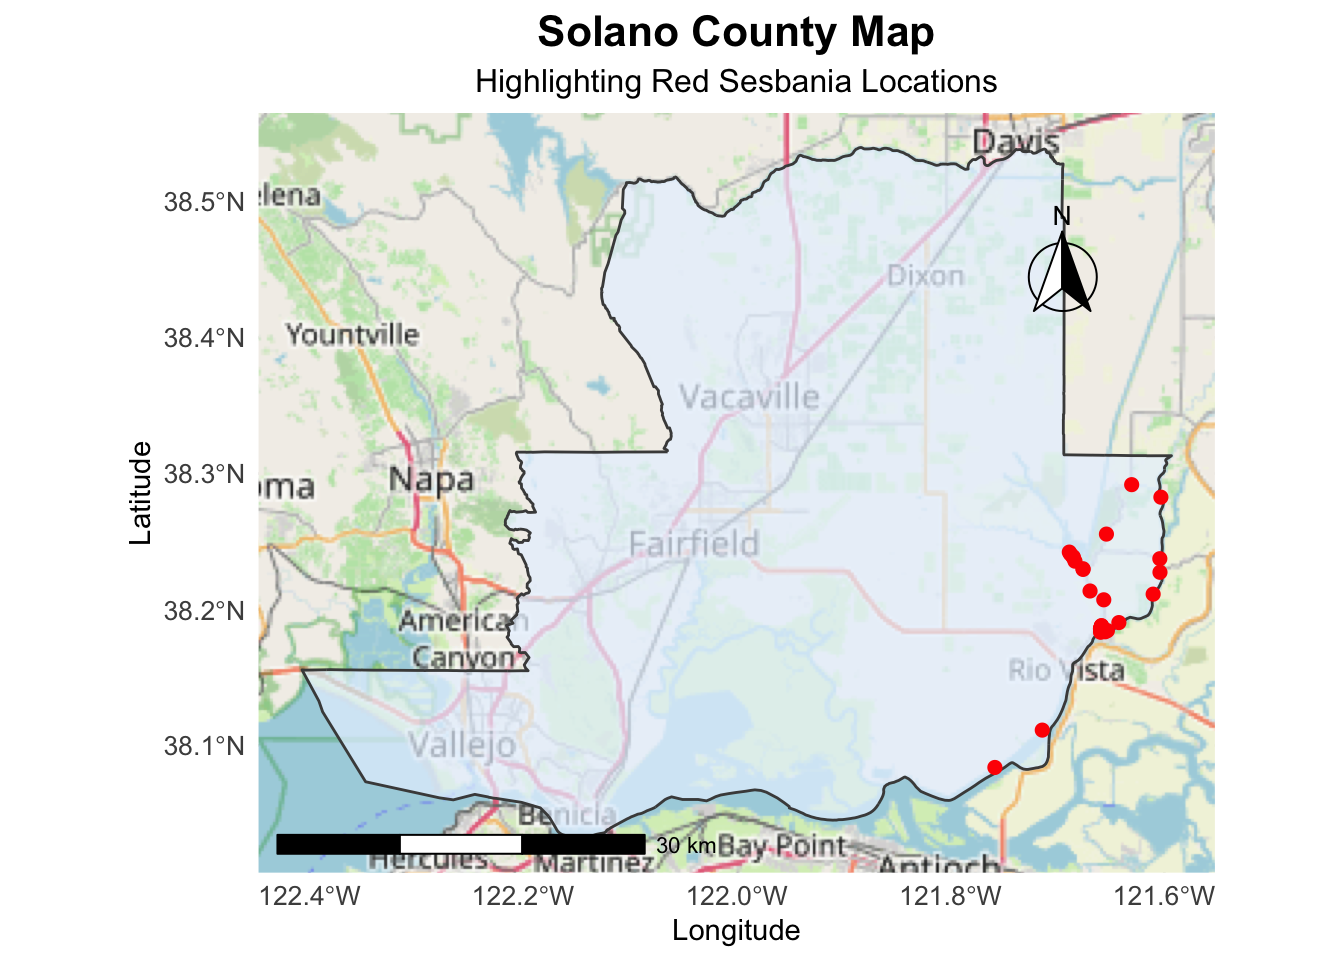 Solano County Map
Highlighting Red Sesbania Locations
Davis
elena
38.5°N
N
Dixon
Yountville
38.4°N
Vacaville
38.3°N
Napa
oma
Latitude
Fairfield
38.2°N
American
Canyon
Rio Vista
38.1°N
Vallejo
Benicia
30 km
Bay Point
Hercules
Martinez
Antioch
122.4°W
122.2°W
122.0°W
121.8°W
121.6°W
Longitude